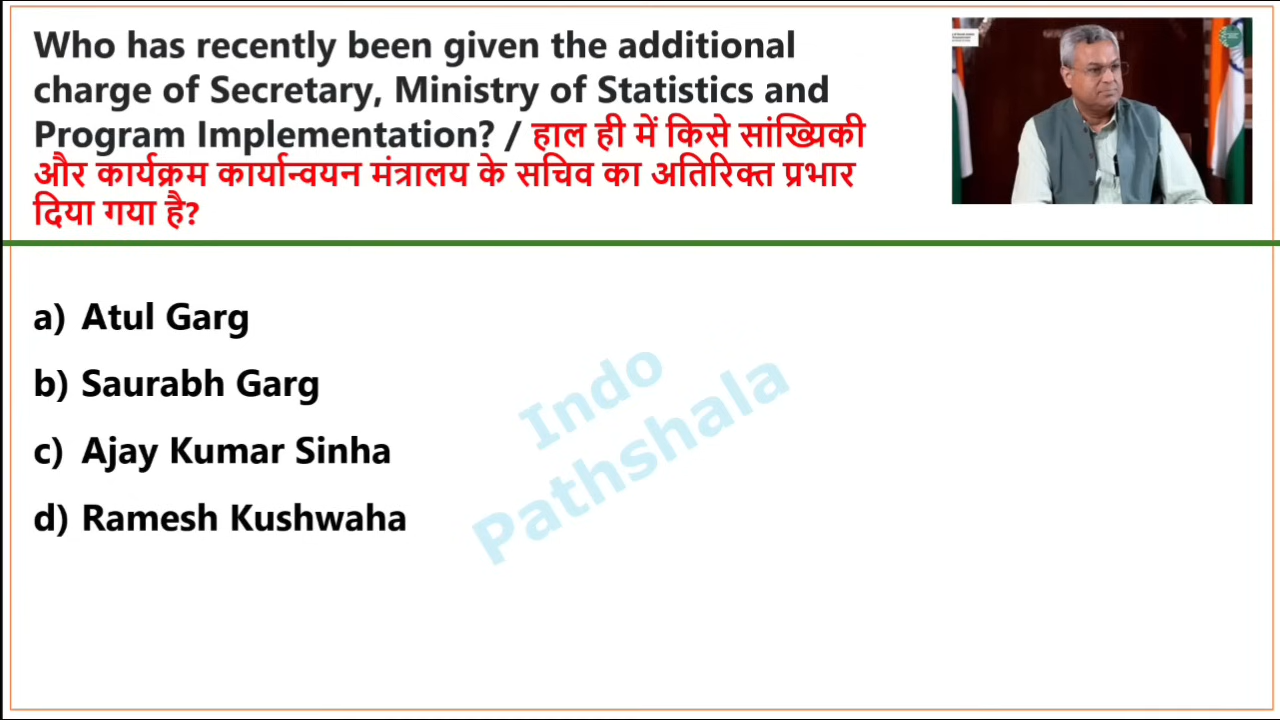 Who has recently been given the additional
charge of Secretary, Ministry of Statistics and
Program Implementation? / हाल ही में किसे सांख्यिकी
और कार्यक्रम कार्यान्वयन मंत्रालय के सचिव का अतिरिक्त प्रभार
दिया गया है?
a) Atul Garg
b) Saurabh Garg
c) Ajay Kumar Sinha
d) Ramesh Kushwaha
Indo
Pathshala